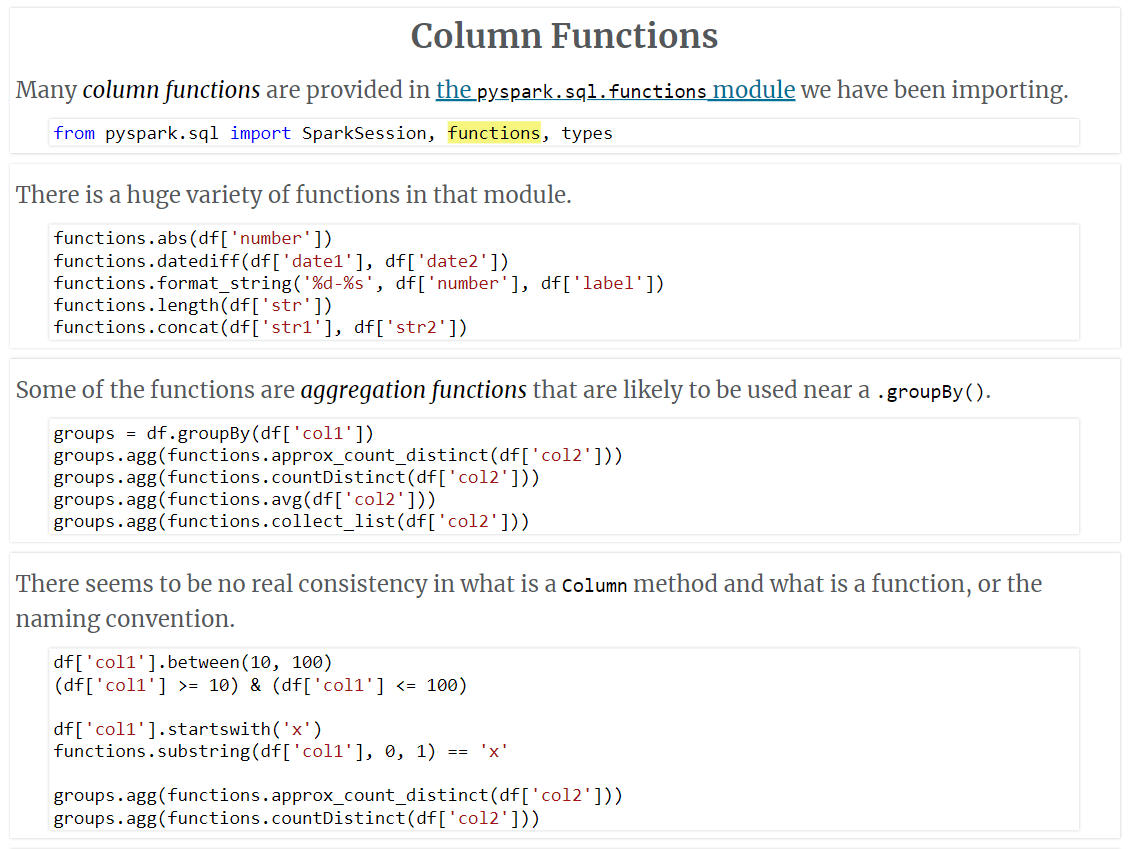 Column Functions
Many column functions are provided in the pyspark.sql.functions module we have been importing.
from pyspark.sql import SparkSession, functions, types
There is a huge variety of functions in that module.
functions.abs(df['number'])
functions.datediff(df['date1'], df['date2'])
functions.format_string('%d-%s', df['number'], df['label'])
functions.length(df['str'])
functions.concat(df['str1'], df['str2'])
Some of the functions are aggregation functions that are likely to be used near a .groupBy().
groups = df.groupBy(df['col1'])
groups.agg(functions.approx_count_distinct(df['col2']))
groups.agg(functions.countDistinct(df['col2']))
groups.agg(functions.avg(df['col2']))
groups.agg(functions.collect_list(df['col2']))
There seems to be no real consistency in what is a Column method and what is a function, or the
naming convention.
df['col1'].between(10, 100)
(df['col1'] >= 10) & (df['col1'] <= 100)
df['col1'].startswith('x')
functions.substring(df['col1'], 0, 1) == 'x'
groups.agg(functions.approx_count_distinct(df['col2']))
groups.agg(functions.countDistinct(df['col2']))